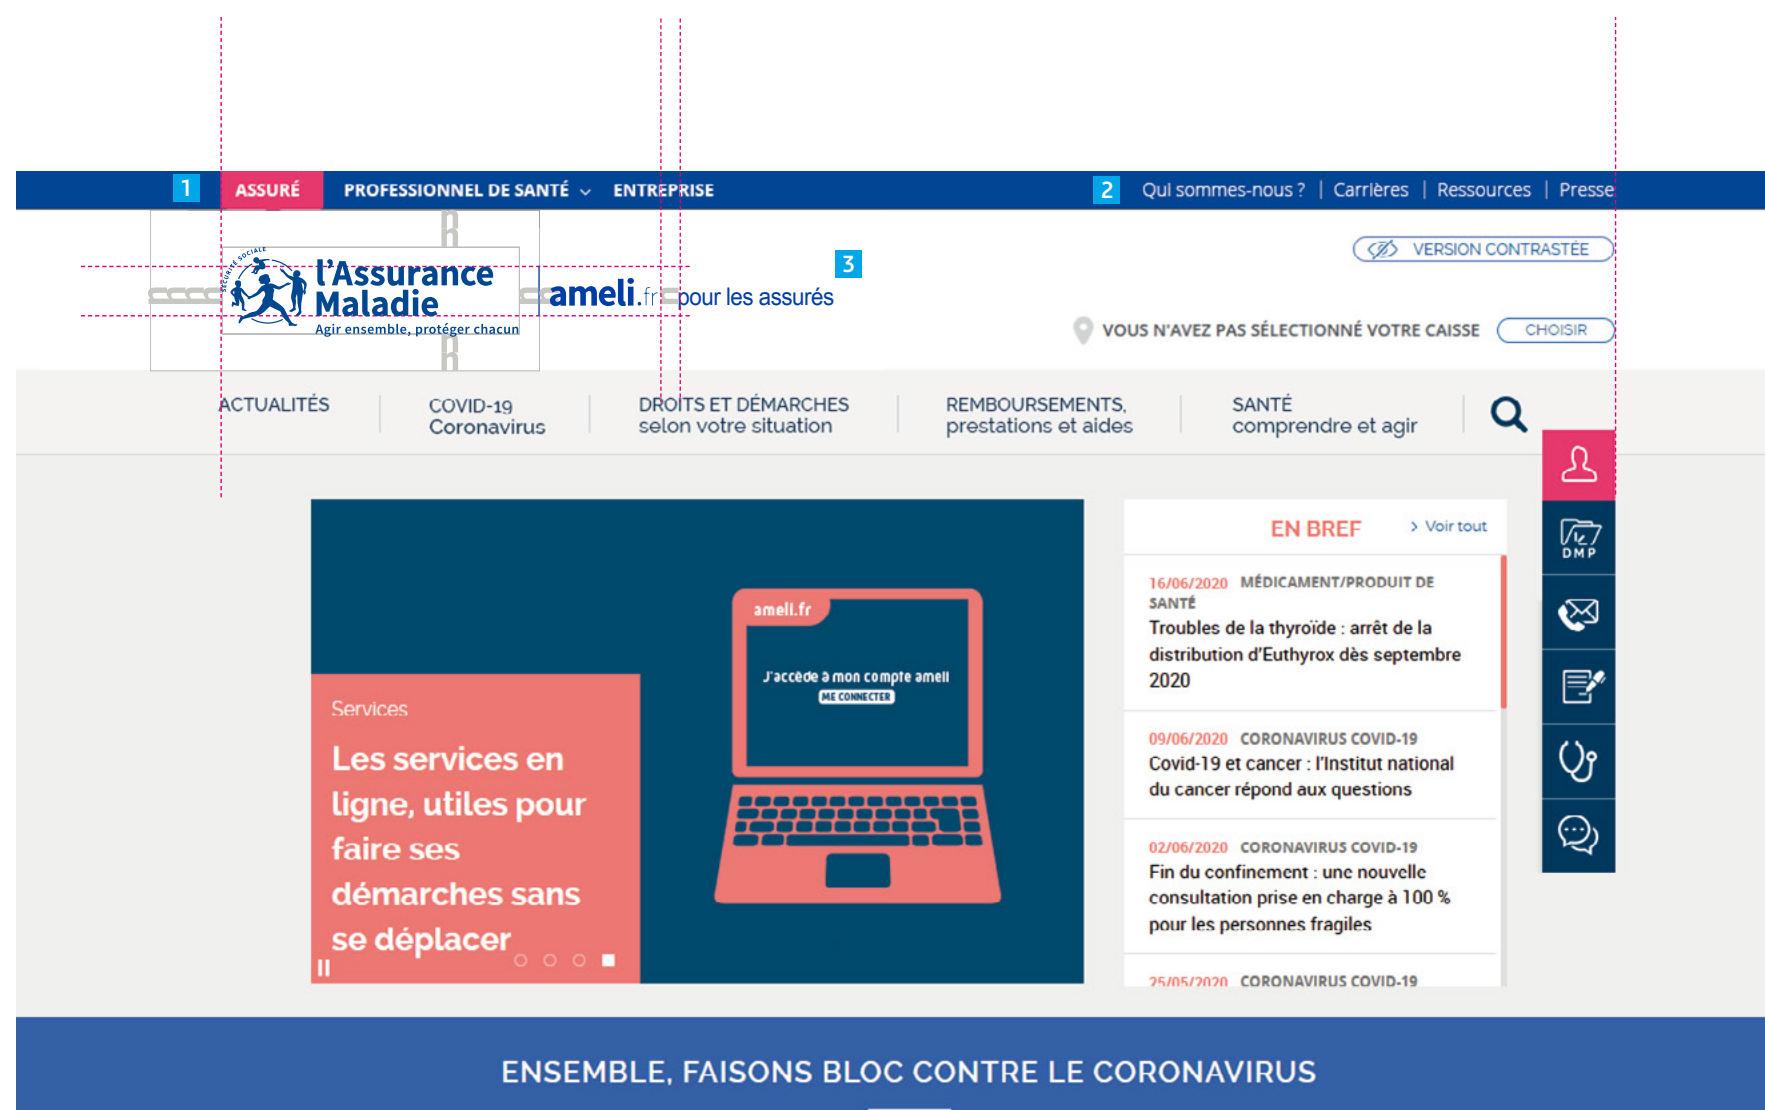 1 ASSURÉ PROFESSIONNEL DE SANTÉ ENTREPRISE 2 Qui sommes-nous ? | Carrières | Ressources | Presse
SÉCURITÉ SOCIALE
l'Assurance
Maladie
Agir ensemble, protéger chacun
ameli.fr pour les assurés
3
VERSION CONTRASTÉE
VOUS N'AVEZ PAS SÉLECTIONNÉ VOTRE CAISSE CHOISIR
ACTUALITÉS
COVID-19
Coronavirus
DROITS ET DÉMARCHES
selon votre situation
REMBOURSEMENTS,
prestations et aides
SANTÉ
comprendre et agir
DMP
ameli.fr
J'accède à mon compte ameli
ME CONNECTER
Services
Les services en
ligne, utiles pour
faire ses
démarches sans
se déplacer
EN BREF > Voir tout
16/06/2020 MÉDICAMENT/PRODUIT DE
SANTÉ
Troubles de la thyroïde : arrêt de la
distribution d'Euthyrox dès septembre
2020
09/06/2020 CORONAVIRUS COVID-19
Covid-19 et cancer : l'Institut national
du cancer répond aux questions
02/06/2020 CORONAVIRUS COVID-19
Fin du confinement : une nouvelle
consultation prise en charge à 100 %
pour les personnes fragiles
25/05/2020 CORONAVIRUS COVID-19
ENSEMBLE, FAISONS BLOC CONTRE LE CORONAVIRUS